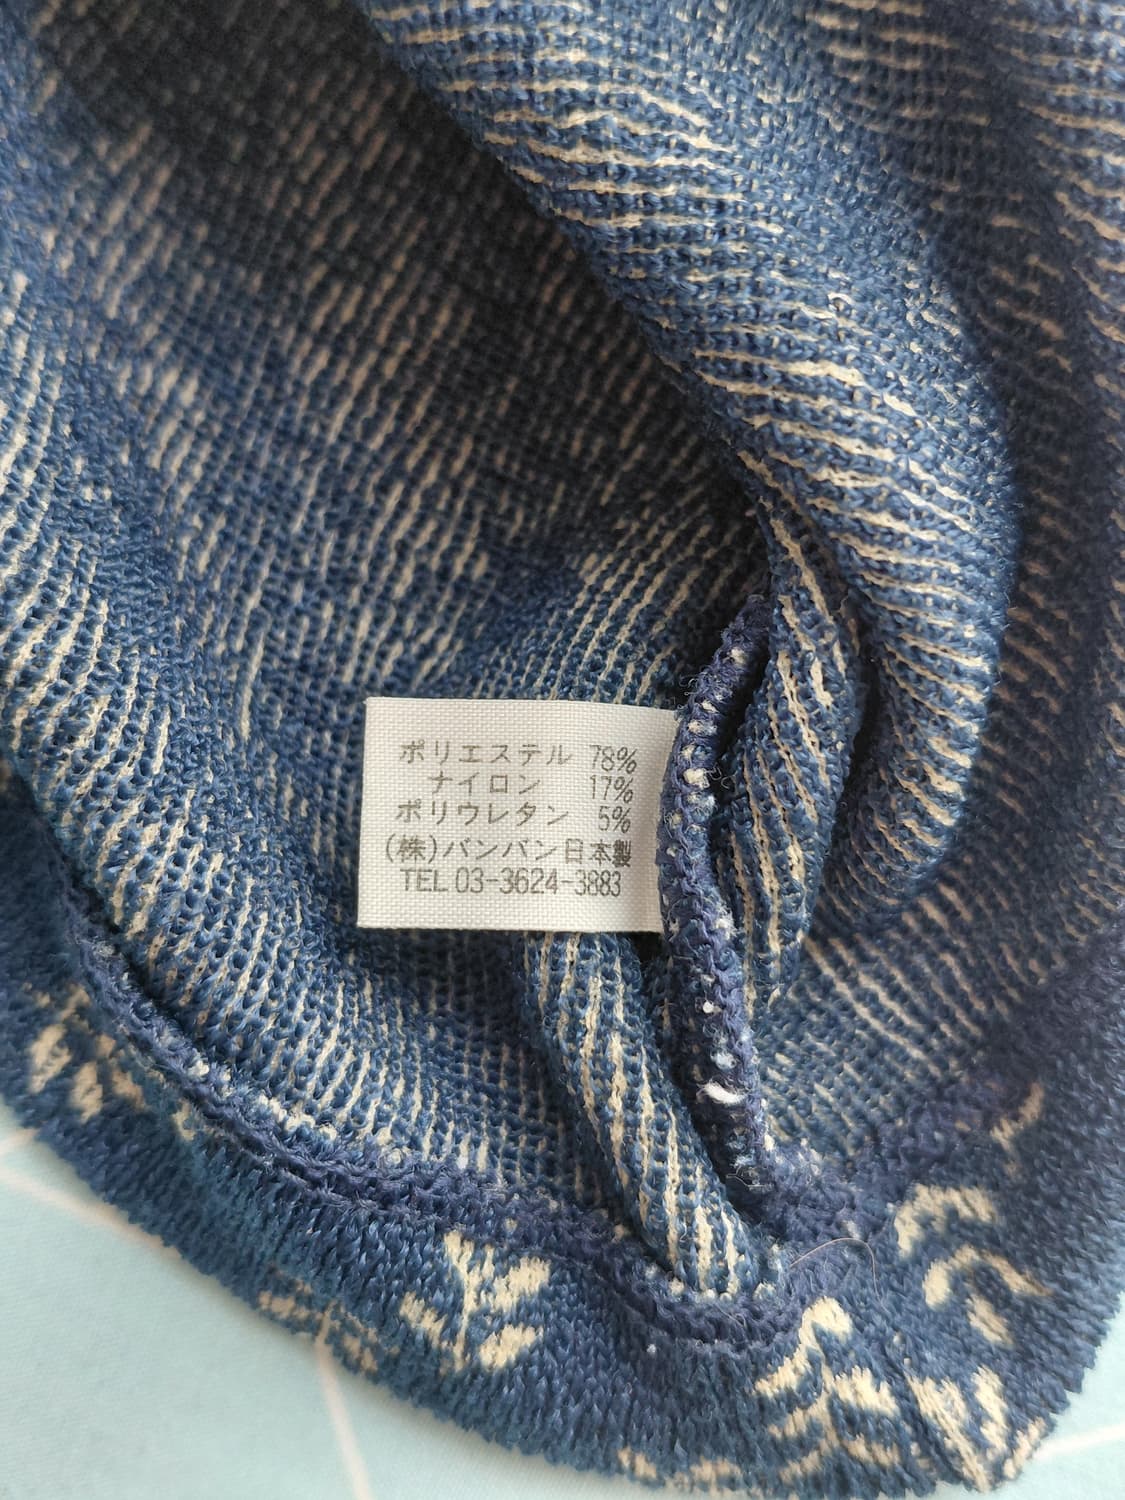 ポリエステル 78%
ナイロン 17%
ポリウレタン 5%
(株)バンバン日本製
TEL 03-3624-3883